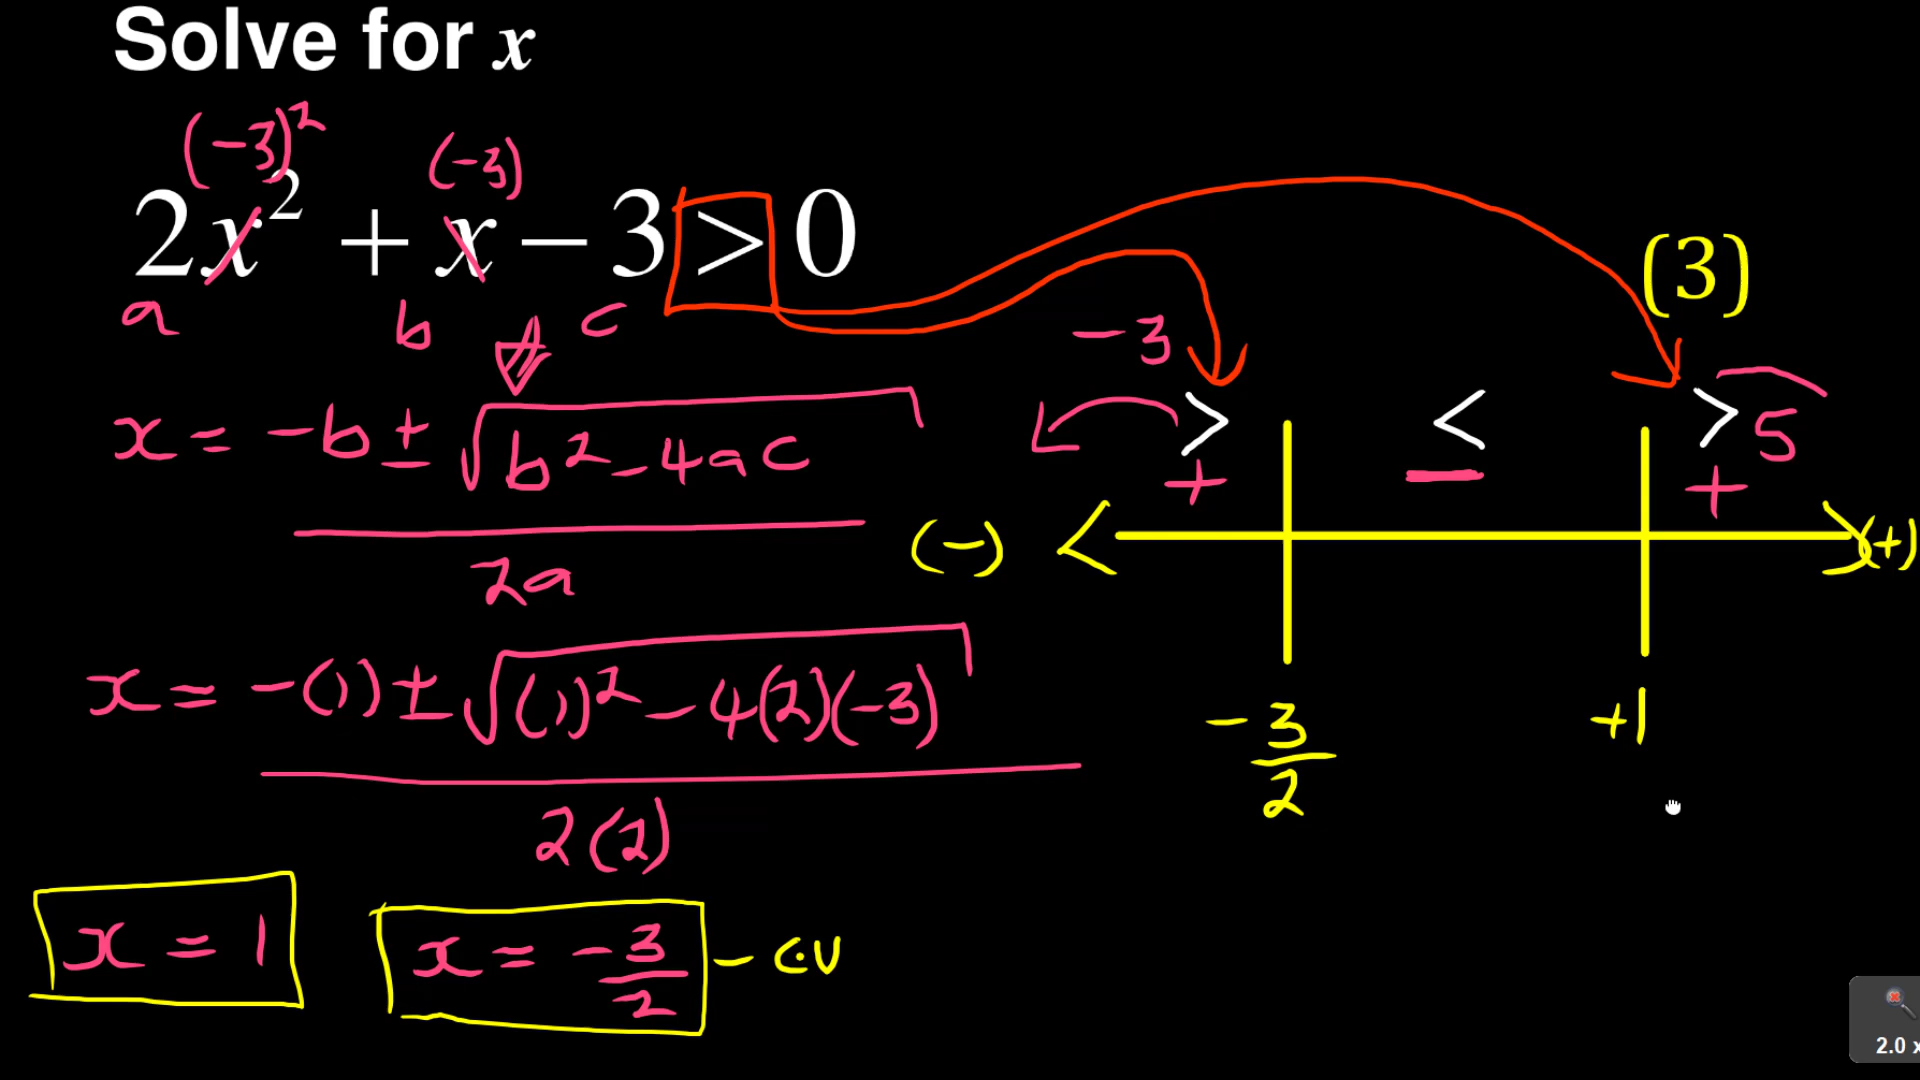 Solve for x
(-3)² (-3)
2x² + x - 3 > 0
(3)
a b c
-3
x = -b ± √b² - 4ac
2a
> < > 5
+ - +
(-) (+)
x = -(1) ± √(1)² - 4(2)(-3)
2(2)
-3/2 +1
x = 1
x = -3/2 - c.v
2.0 x